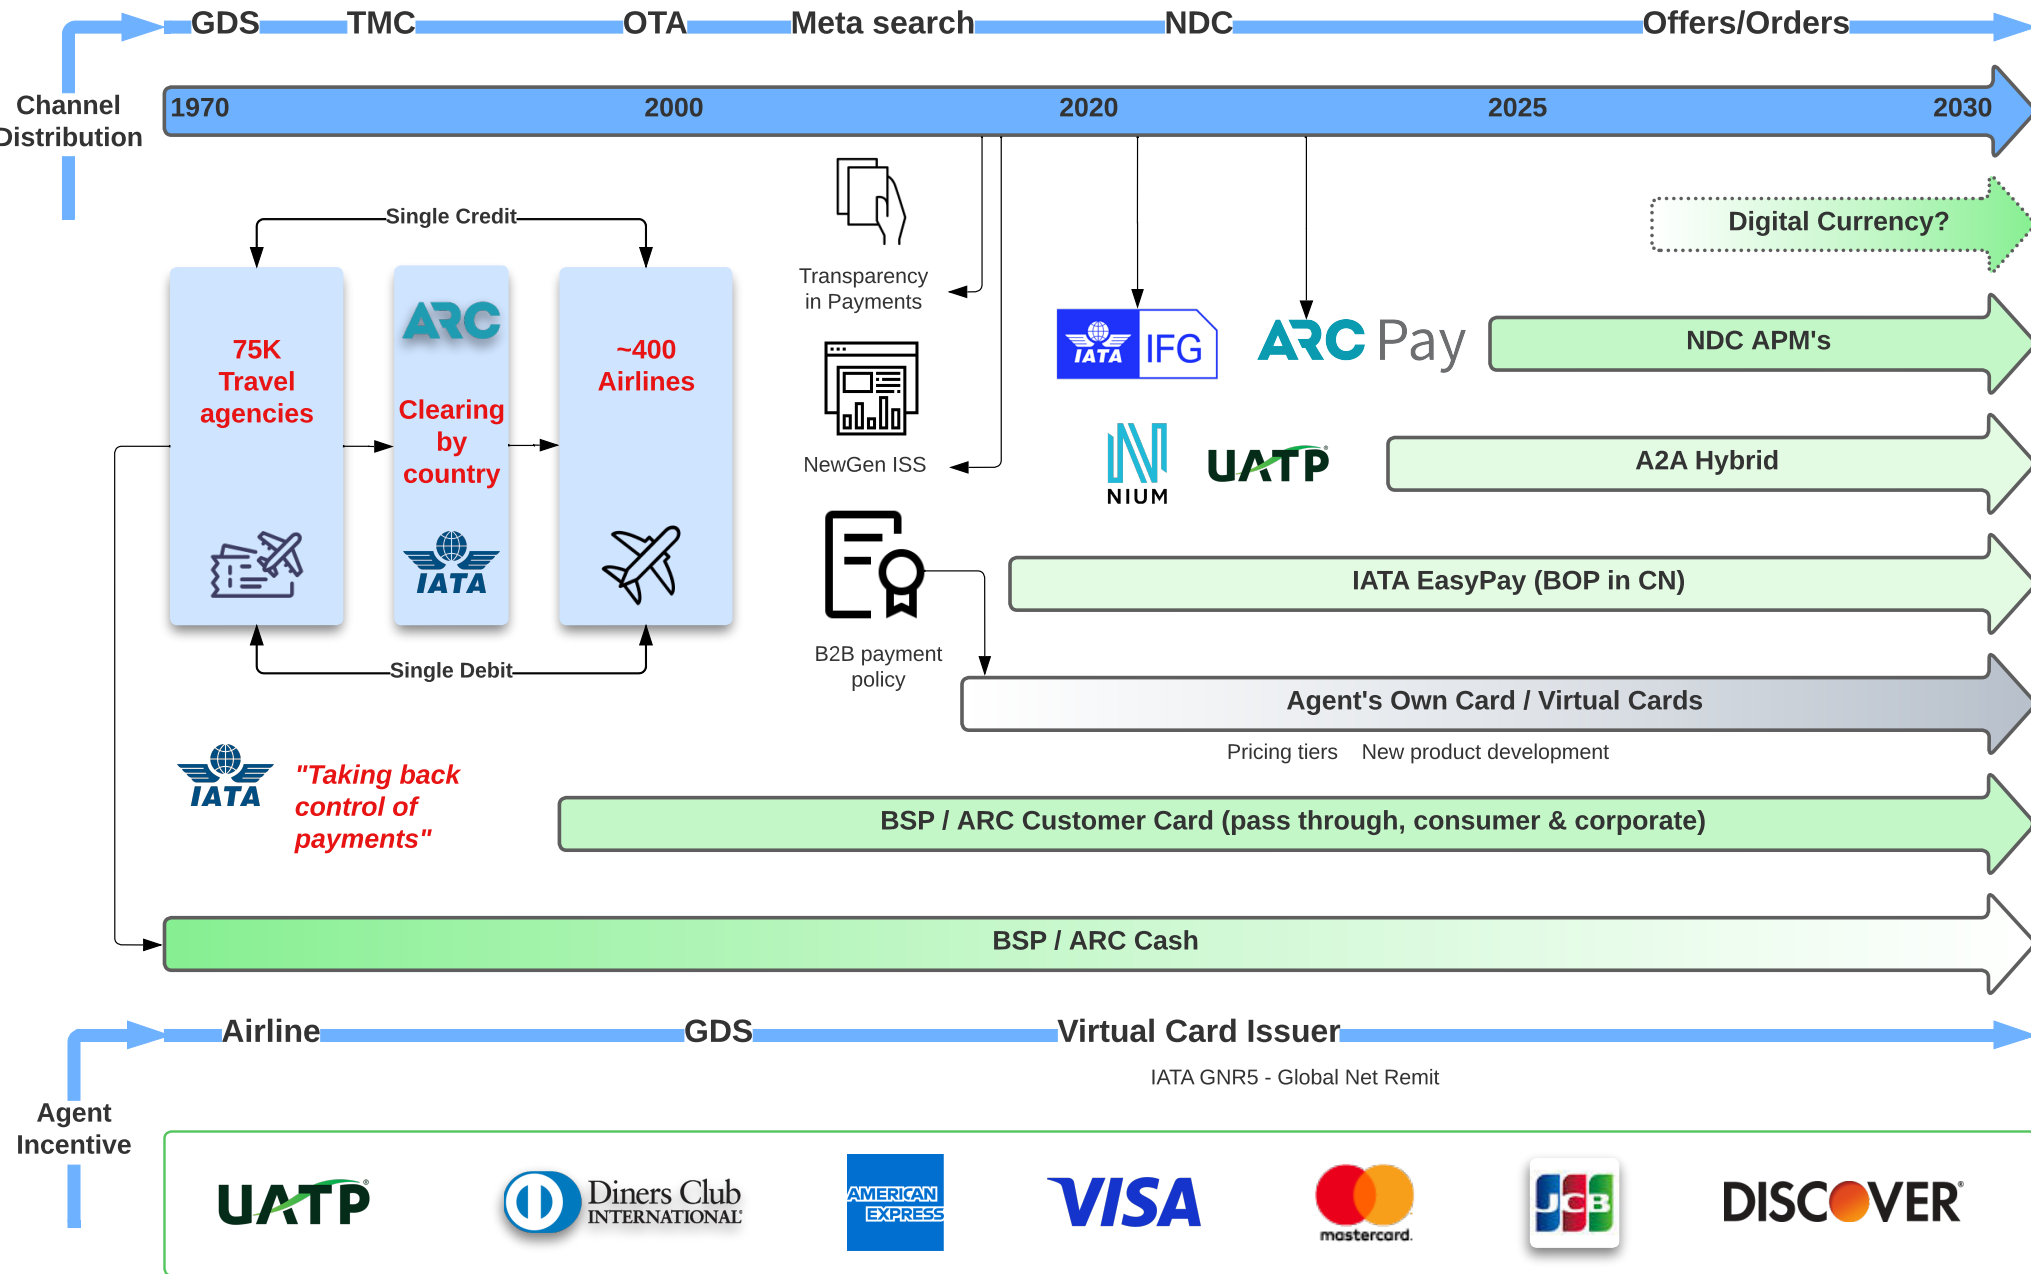 GDS TMC OTA Meta search NDC Offers/Orders
Channel
Distribution
1970 2000 2020 2025 2030
Single Credit
75K
Travel
agencies
ARC
Clearing
by
country
IATA
~400
Airlines
Single Debit
Transparency
in Payments
NewGen ISS
B2B payment
policy
Digital Currency?
IATA IFG
ARC Pay
NDC APM's
NIUM
UATP®
A2A Hybrid
IATA EasyPay (BOP in CN)
Agent's Own Card / Virtual Cards
Pricing tiers New product development
IATA
"Taking back
control of
payments"
BSP / ARC Customer Card (pass through, consumer & corporate)
BSP / ARC Cash
Airline GDS Virtual Card Issuer
IATA GNR5 - Global Net Remit
Agent
Incentive
UATP®
Diners Club
INTERNATIONAL®
AMERICAN
EXPRESS
VISA
mastercard.
JCB
DISCOVER®